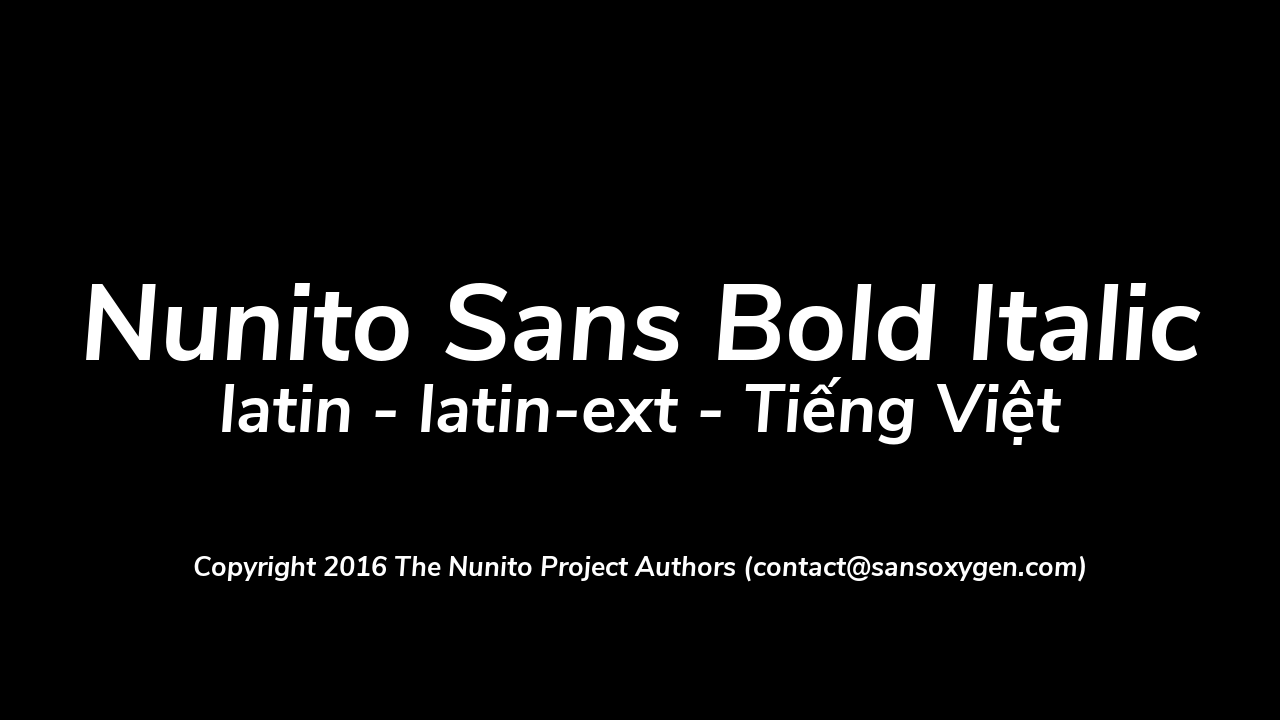 Nunito Sans Bold Italic
latin - latin-ext - Tiếng Việt
Copyright 2016 The Nunito Project Authors (contact@sansoxygen.com)